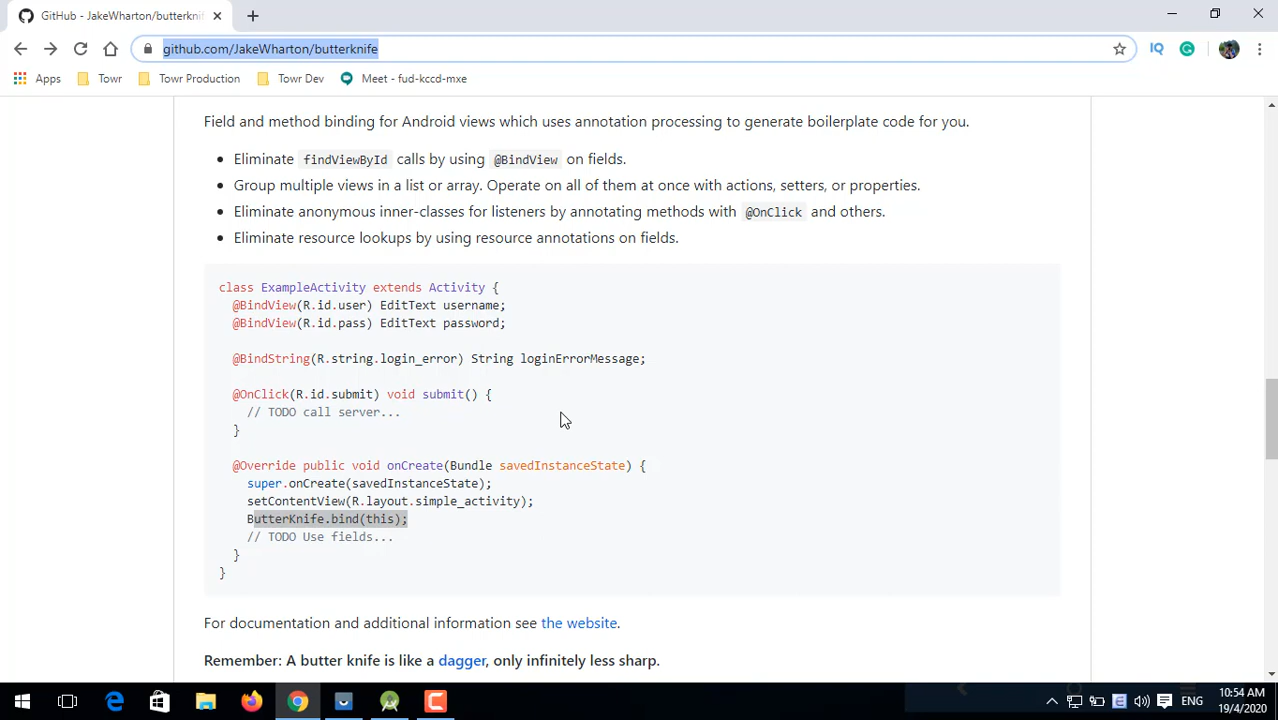 GitHub - JakeWharton/butterknif
github.com/JakeWharton/butterknife
Apps Towr Towr Production Towr Dev Meet - fud-kccd-mxe
Field and method binding for Android views which uses annotation processing to generate boilerplate code for you.
• Eliminate findViewById calls by using @BindView on fields.
• Group multiple views in a list or array. Operate on all of them at once with actions, setters, or properties.
• Eliminate anonymous inner-classes for listeners by annotating methods with @OnClick and others.
• Eliminate resource lookups by using resource annotations on fields.
class ExampleActivity extends Activity {
@BindView(R.id.user) EditText username;
@BindView(R.id.pass) EditText password;
@BindString(R.string.login_error) String loginErrorMessage;
@OnClick(R.id.submit) void submit() {
// TODO call server...
}
@Override public void onCreate(Bundle savedInstanceState) {
super.onCreate(savedInstanceState);
setContentView(R.layout.simple_activity);
ButterKnife.bind(this);
// TODO Use fields...
}
}
For documentation and additional information see the website.
Remember: A butter knife is like a dagger, only infinitely less sharp.
ENG
10:54 AM
19/4/2020